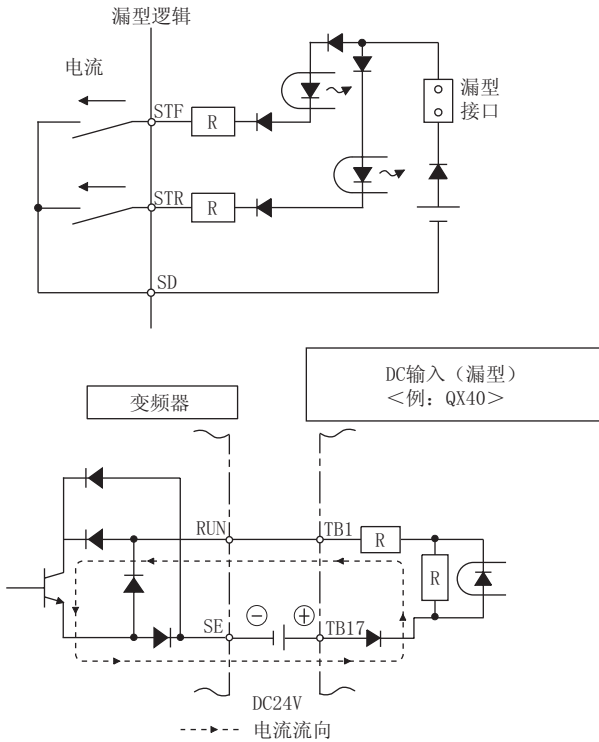 漏型逻辑
电流
STF
R
漏型
接口
STR
R
SD
DC输入（漏型）
＜例：QX40＞
变频器
RUN
TB1
R
R
SE
TB17
DC24V
电流流向